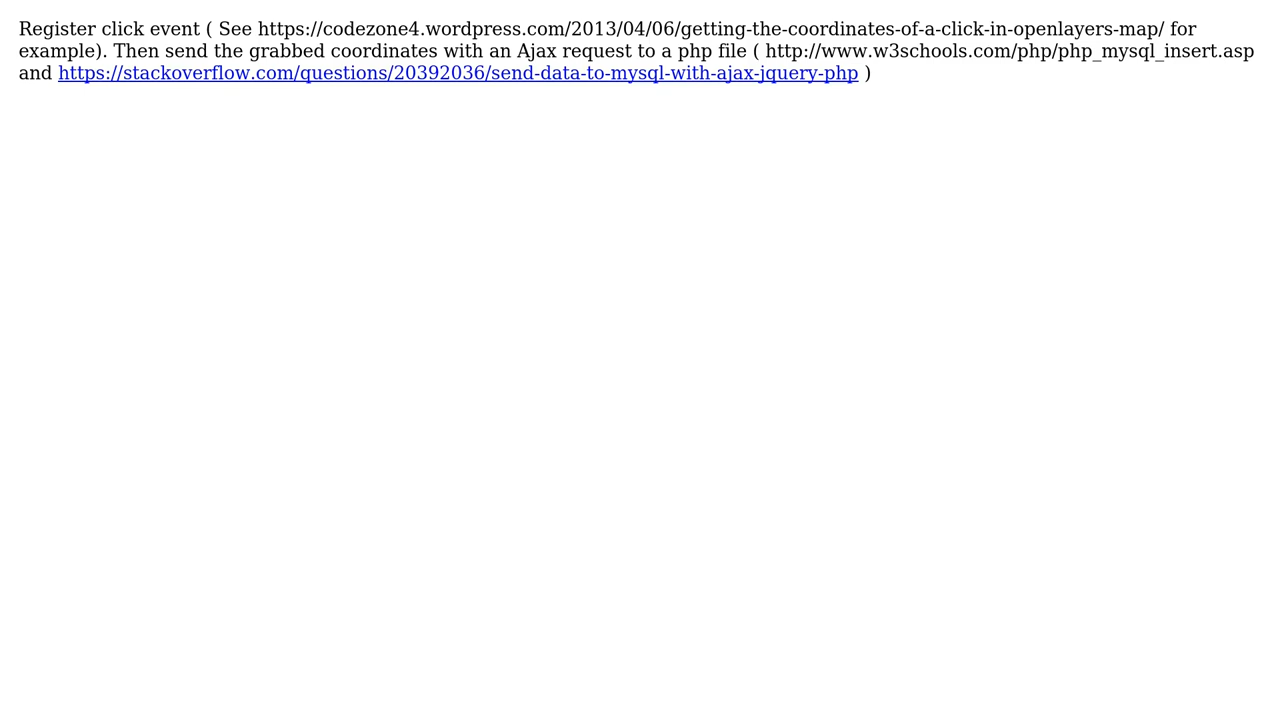 Register click event ( See https://codezone4.wordpress.com/2013/04/06/getting-the-coordinates-of-a-click-in-openlayers-map/ for
example). Then send the grabbed coordinates with an Ajax request to a php file ( http://www.w3schools.com/php/php_mysql_insert.asp
and https://stackoverflow.com/questions/20392036/send-data-to-mysql-with-ajax-jquery-php )